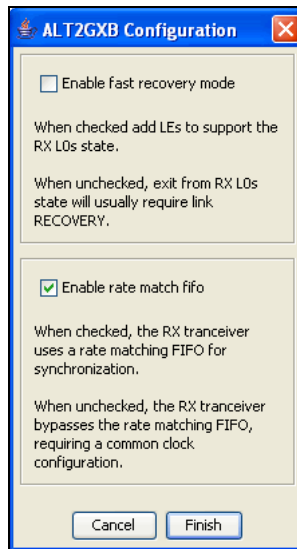 ALT2GXB Configuration
Enable fast recovery mode
When checked add LEs to support the
RX L0s state.
When unchecked, exit from RX L0s
state will usually require link
RECOVERY.
Enable rate match fifo
When checked, the RX tranceiver
uses a rate matching FIFO for
synchronization.
When unchecked, the RX tranceiver
bypasses the rate matching FIFO,
requiring a common clock
configuration.
Cancel Finish